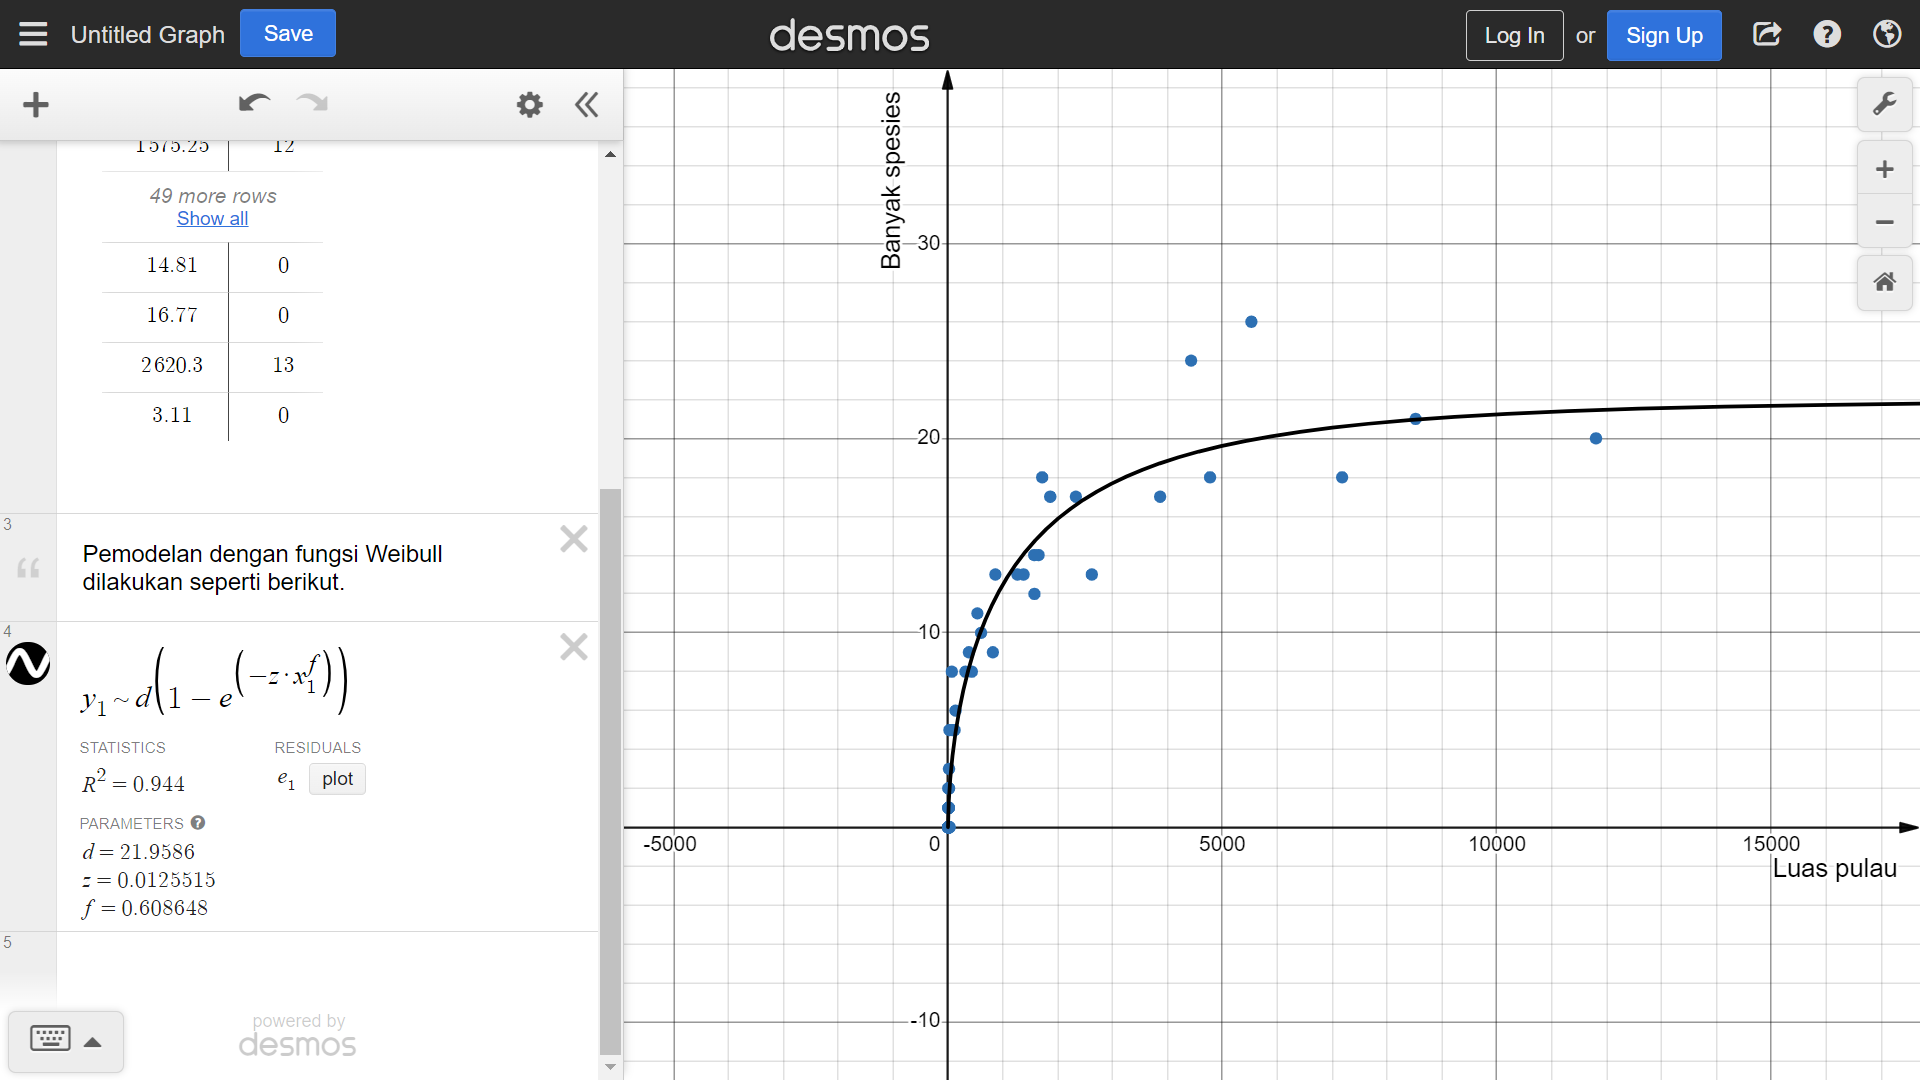 Untitled Graph
Save
desmos
Log In
or
Sign Up
1575.25 12
49 more rows
Show all
14.81 0
16.77 0
2620.3 13
3.11 0
3
Pemodelan dengan fungsi Weibull
dilakukan seperti berikut.
4
y₁ ~ d(1 − e^(−z·x₁^f))
STATISTICS
RESIDUALS
R² = 0.944
e₁ plot
PARAMETERS
d = 21.9586
z = 0.0125515
f = 0.608648
5
powered by
desmos
Banyak spesies
30
20
10
-10
-5000
0
5000
10000
15000
Luas pulau